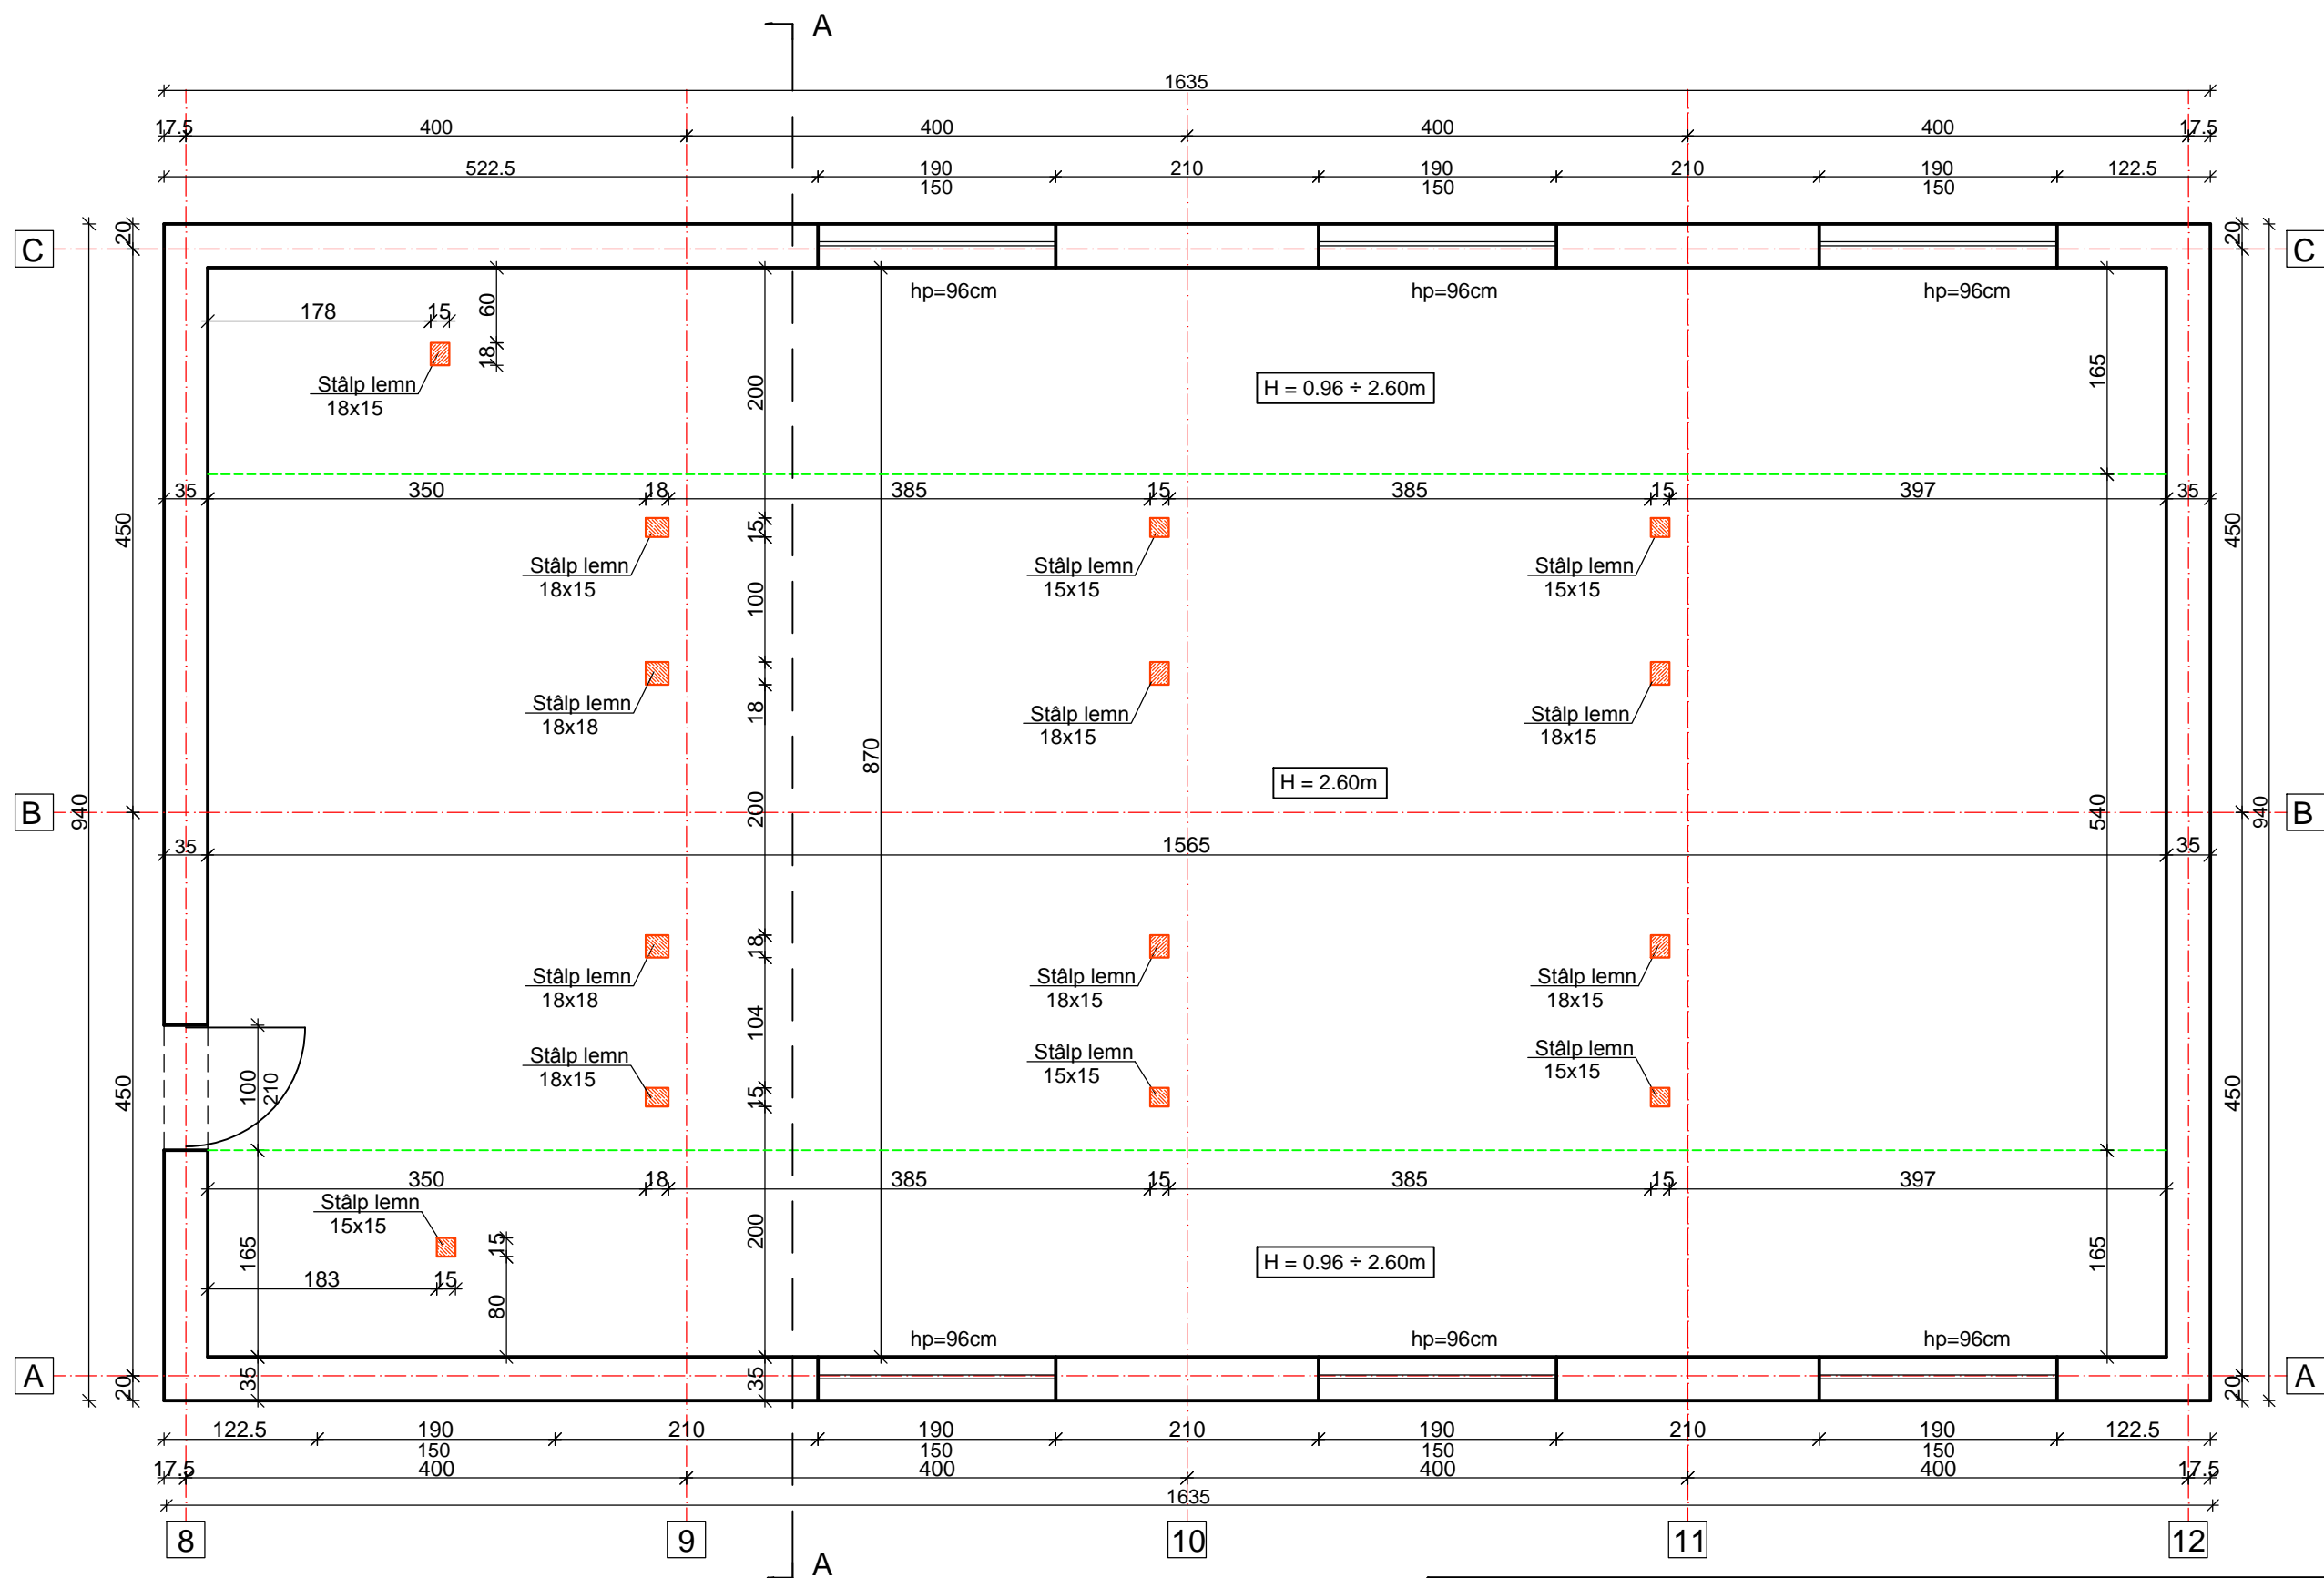 A
1635
17.5 400 400 400 400 17.5
522.5 190 210 190 210 190 122.5
150 150 150
C 20 20 C
hp=96cm hp=96cm hp=96cm
178 15 60
18
Stâlp lemn
18x15
200
H = 0.96 ÷ 2.60m
165
35 350 18 385 15 385 15 397 35
450 450
15
Stâlp lemn Stâlp lemn Stâlp lemn
18x15 15x15 15x15
100
Stâlp lemn Stâlp lemn Stâlp lemn
18x18 18x15 18x15
18
870
H = 2.60m
B 940 200 540 940 B
35 1565 35
18
Stâlp lemn Stâlp lemn Stâlp lemn
18x18 18x15 18x15
104
Stâlp lemn Stâlp lemn Stâlp lemn
18x15 15x15 15x15
100
210
450 450
15
350 18 385 15 385 15 397
Stâlp lemn
15x15
200
165 15 165
H = 0.96 ÷ 2.60m
183 15
80
hp=96cm hp=96cm hp=96cm
A 20 35 35 20 A
122.5 190 210 190 210 190 210 190 122.5
150 150 150 150
17.5 400 400 400 400 17.5
1635
8 9 10 11 12
A